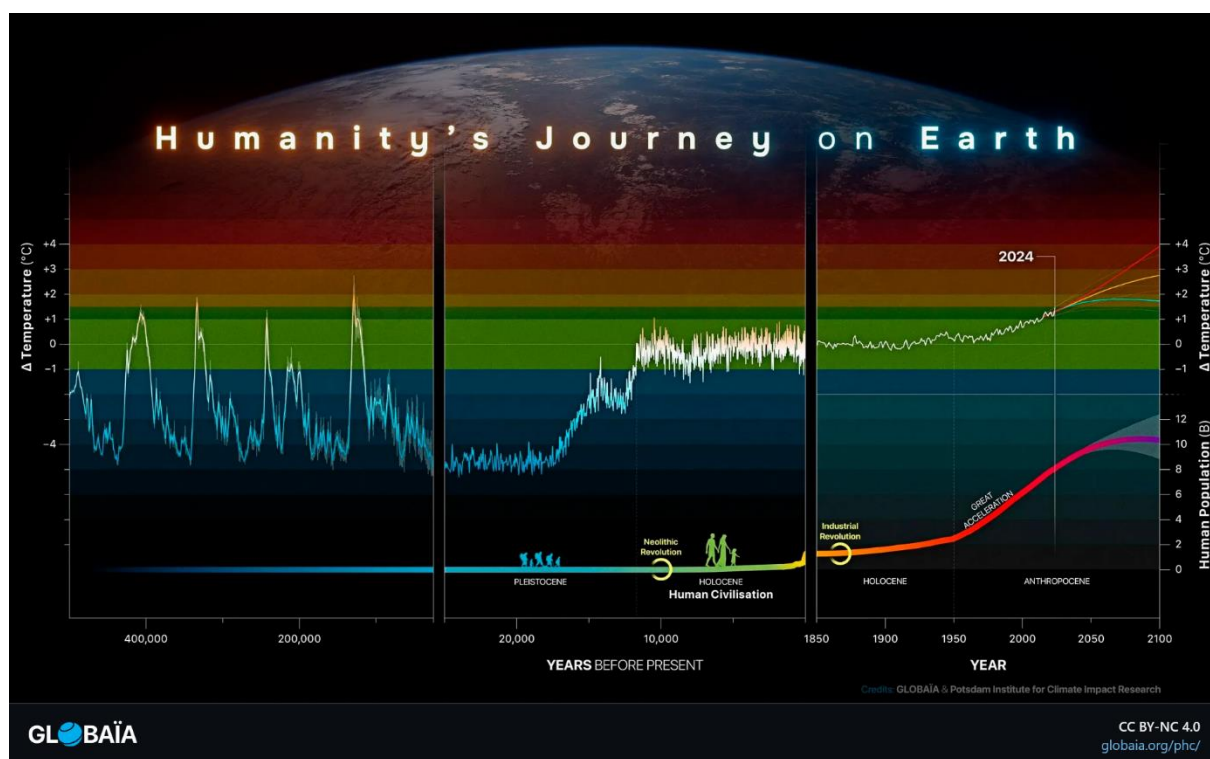 Humanity's Journey on Earth
Δ Temperature (°C)
+4
+3
+2
+1
0
−1
−4
2024
+4
+3
+2
+1
0
−1
Δ Temperature (°C)
12
10
8
6
4
2
0
Human Population (B)
GREAT
ACCELERATION
Industrial
Revolution
Neolithic
Revolution
PLEISTOCENE
HOLOCENE
Human Civilisation
HOLOCENE
ANTHROPOCENE
400,000
200,000
20,000
10,000
1850
1900
1950
2000
2050
2100
YEARS BEFORE PRESENT
YEAR
Credits: GLOBAÏA & Potsdam Institute for Climate Impact Research
GLOBAÏA
CC BY-NC 4.0
globaia.org/phc/